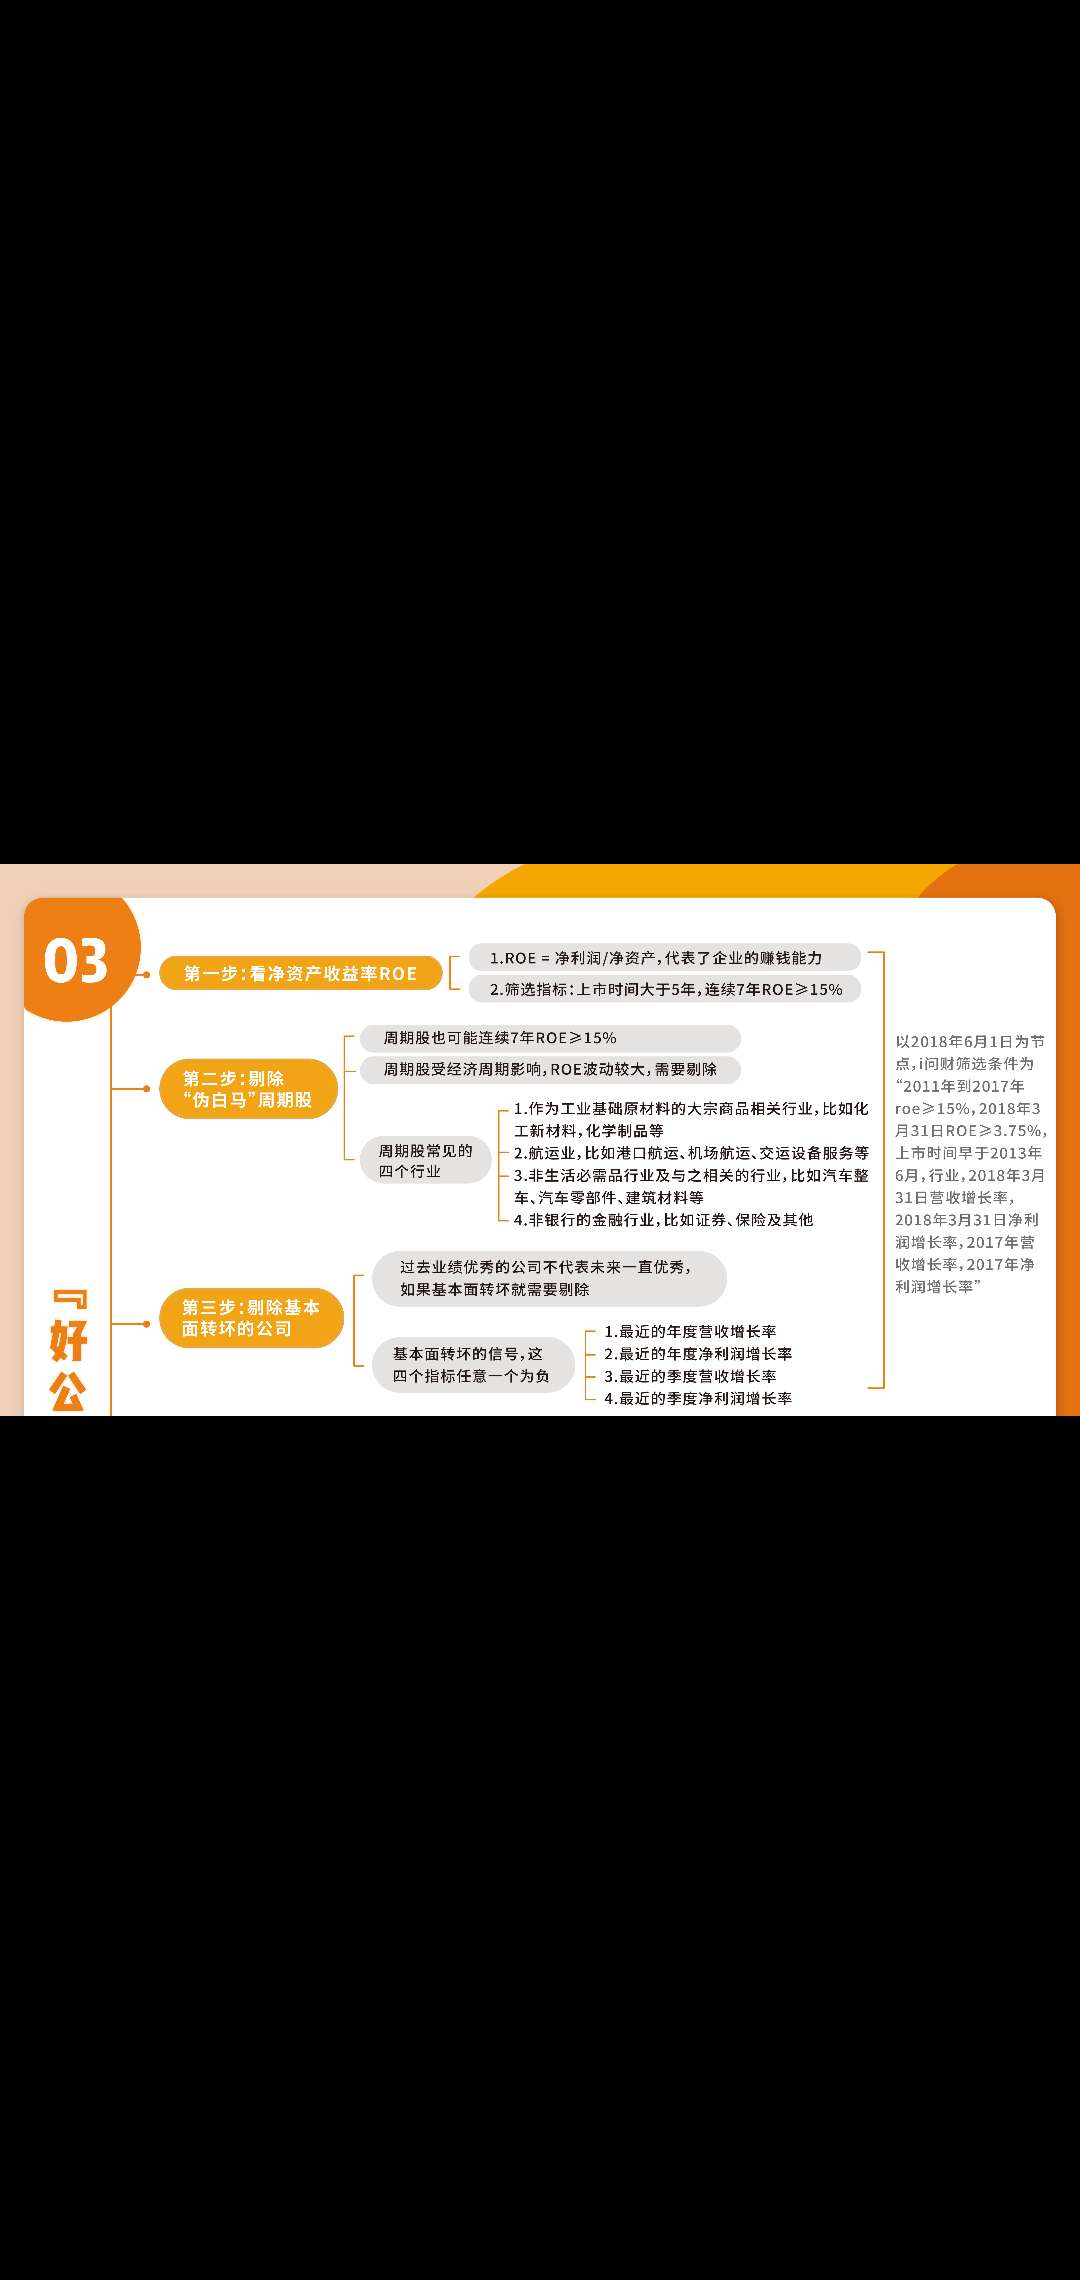 03
第一步:看净资产收益率ROE
1.ROE = 净利润/净资产,代表了企业的赚钱能力
2.筛选指标:上市时间大于5年,连续7年ROE≥15%
第二步:剔除
“伪白马”周期股
周期股也可能连续7年ROE≥15%
周期股受经济周期影响,ROE波动较大,需要剔除
周期股常见的
四个行业
1.作为工业基础原材料的大宗商品相关行业,比如化
工新材料,化学制品等
2.航运业,比如港口航运、机场航运、交运设备服务等
3.非生活必需品行业及与之相关的行业,比如汽车整
车、汽车零部件、建筑材料等
4.非银行的金融行业,比如证券、保险及其他
第三步:剔除基本
面转坏的公司
过去业绩优秀的公司不代表未来一直优秀,
如果基本面转坏就需要剔除
基本面转坏的信号,这
四个指标任意一个为负
1.最近的年度营收增长率
2.最近的年度净利润增长率
3.最近的季度营收增长率
4.最近的季度净利润增长率
以2018年6月1日为节
点,i问财筛选条件为
“2011年到2017年
roe≥15%,2018年3
月31日ROE≥3.75%,
上市时间早于2013年
6月,行业,2018年3月
31日营收增长率,
2018年3月31日净利
润增长率,2017年营
收增长率,2017年净
利润增长率”
『好公